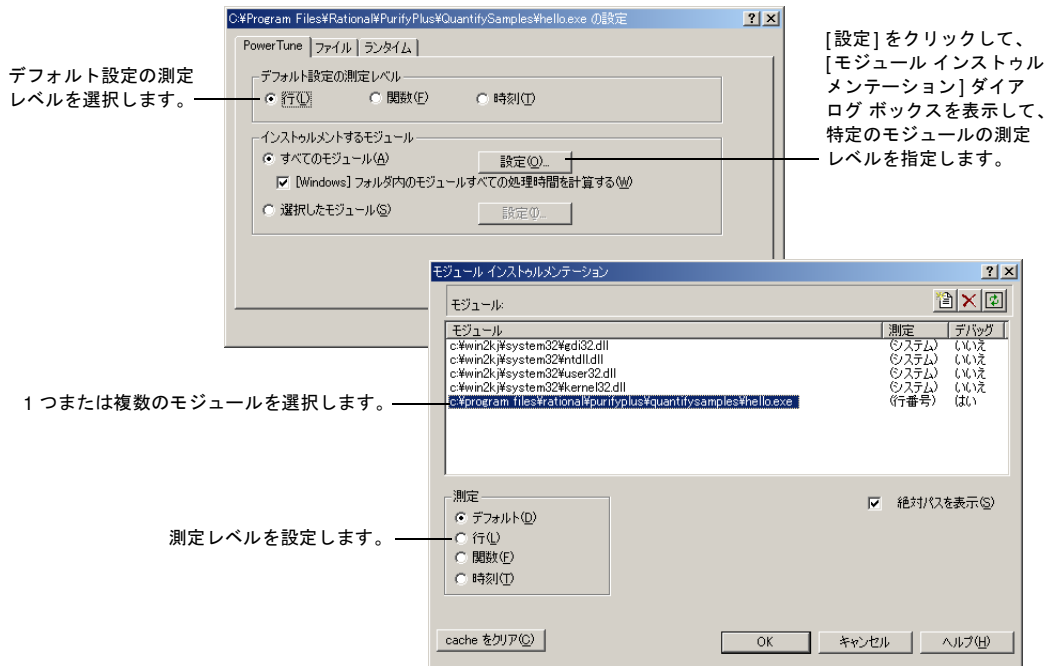 C:¥Program Files¥Rational¥PurifyPlus¥QuantifySamples¥hello.exe の設定
PowerTune
ファイル
ランタイム
デフォルト設定の測定レベル
行(L)
関数(F)
時刻(T)
インストゥルメントするモジュール
すべてのモジュール(A)
設定(O)...
[Windows] フォルダ内のモジュールすべての処理時間を計算する(W)
選択したモジュール(S)
設定(I)...
デフォルト設定の測定
レベルを選択します。
[設定] をクリックして、
[モジュール インストゥル
メンテーション] ダイア
ログ ボックスを表示して、
特定のモジュールの測定
レベルを指定します。
モジュール インストゥルメンテーション
モジュール:
モジュール 測定 デバッグ
c:¥win2kj¥system32¥gdi32.dll (システム) いいえ
c:¥win2kj¥system32¥ntdll.dll (システム) いいえ
c:¥win2kj¥system32¥user32.dll (システム) いいえ
c:¥win2kj¥system32¥kernel32.dll (システム) いいえ
c:¥program files¥rational¥purifyplus¥quantifysamples¥hello.exe (行番号) はい
1 つまたは複数のモジュールを選択します。
測定
デフォルト(D)
行(L)
関数(F)
時刻(T)
絶対パスを表示(S)
測定レベルを設定します。
cache をクリア(C)
OK
キャンセル
ヘルプ(H)